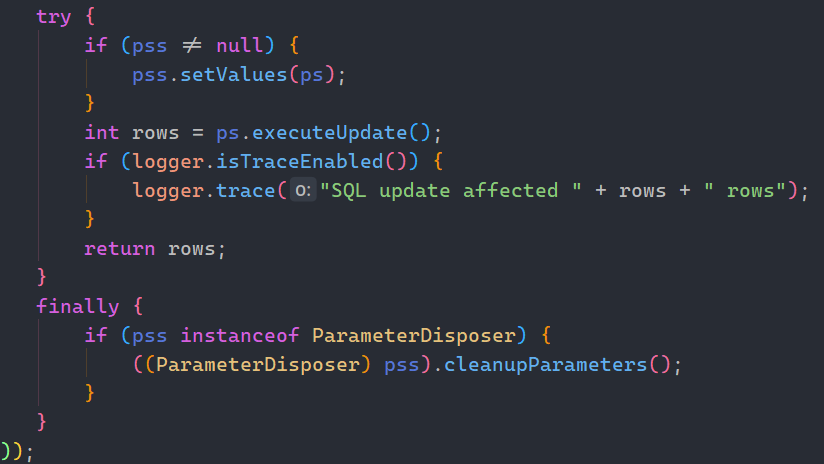 try {
if (pss ≠ null) {
pss.setValues(ps);
}
int rows = ps.executeUpdate();
if (logger.isTraceEnabled()) {
logger.trace( o: "SQL update affected " + rows + " rows");
}
return rows;
}
finally {
if (pss instanceof ParameterDisposer) {
((ParameterDisposer) pss).cleanupParameters();
}
}
));